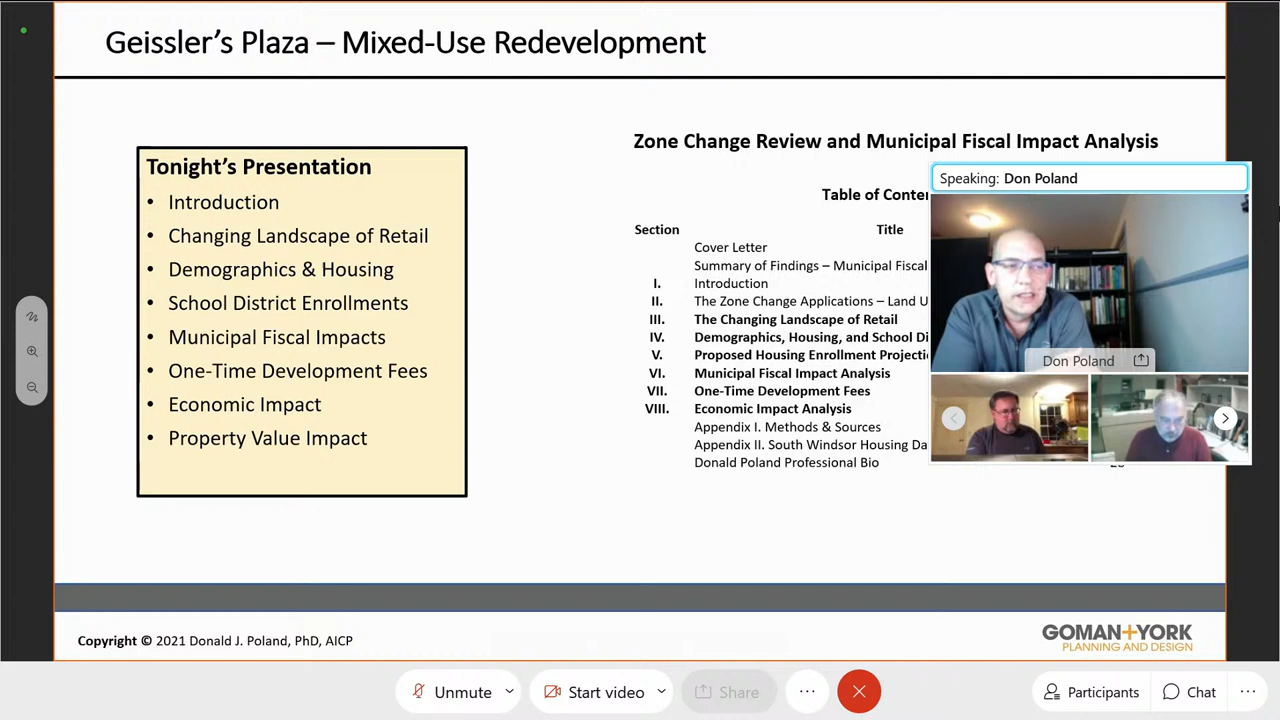 Geissler's Plaza – Mixed-Use Redevelopment
Tonight's Presentation
• Introduction
• Changing Landscape of Retail
• Demographics & Housing
• School District Enrollments
• Municipal Fiscal Impacts
• One-Time Development Fees
• Economic Impact
• Property Value Impact
Zone Change Review and Municipal Fiscal Impact Analysis
Table of
Section Title
Cover Letter
Summary of Findings – Municipal Fiscal
I. Introduction
II. The Zone Change Applications – Land
III. The Changing Landscape of Retail
IV. Demographics, Housing, and School
V. Proposed Housing Enrollment
VI. Municipal Fiscal Impact Analysis
VII. One-Time Development Fees
VIII. Economic Impact Analysis
Appendix I. Methods & Sources
Appendix II. South Windsor Housing
Donald Poland Professional Bio
Speaking: Don Poland
Don Poland
Copyright © 2021 Donald J. Poland, PhD, AICP
GOMAN+YORK
PLANNING AND DESIGN
Unmute
Start video
Share
Participants
Chat